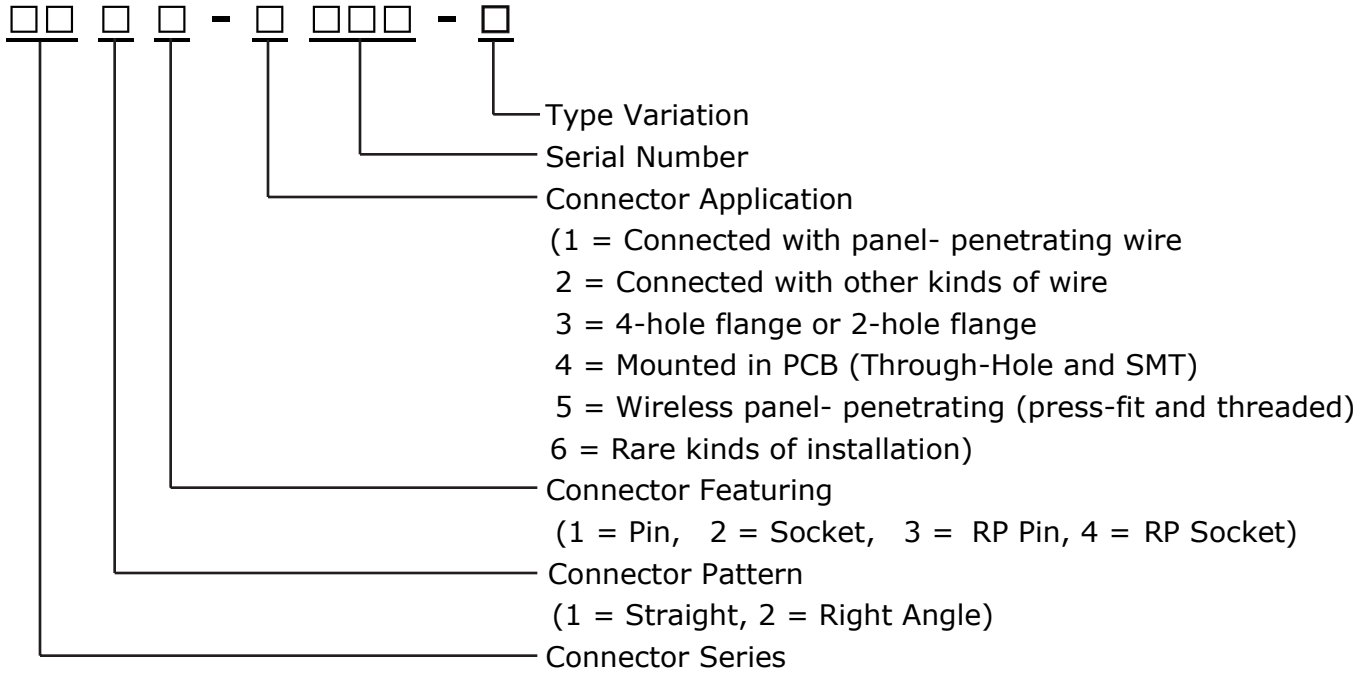 □□ □ □ - □ □□□ - □
Type Variation
Serial Number
Connector Application
(1 = Connected with panel- penetrating wire
2 = Connected with other kinds of wire
3 = 4-hole flange or 2-hole flange
4 = Mounted in PCB (Through-Hole and SMT)
5 = Wireless panel- penetrating (press-fit and threaded)
6 = Rare kinds of installation)
Connector Featuring
(1 = Pin, 2 = Socket, 3 = RP Pin, 4 = RP Socket)
Connector Pattern
(1 = Straight, 2 = Right Angle)
Connector Series